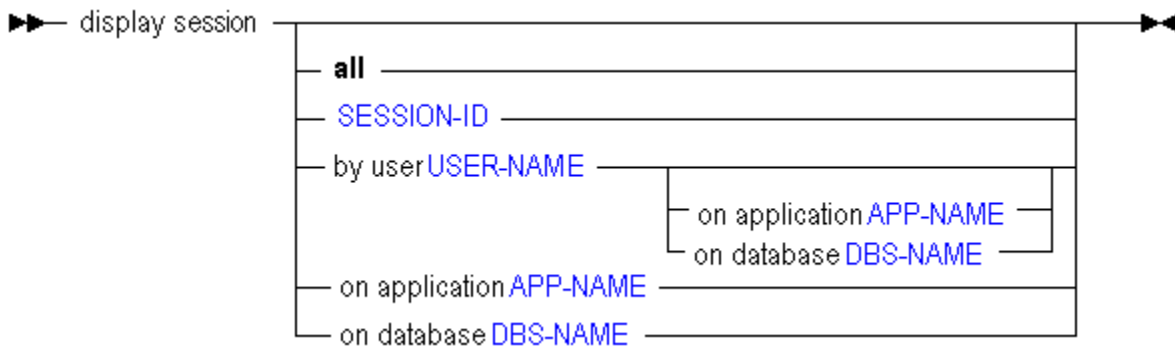 display session
all
SESSION-ID
by user USER-NAME
on application APP-NAME
on database DBS-NAME
on application APP-NAME
on database DBS-NAME